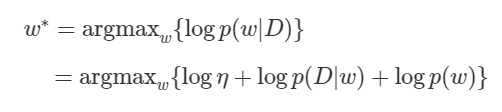 w* = argmax_w{log p(w|D)}
= argmax_w{log η + log p(D|w) + log p(w)}